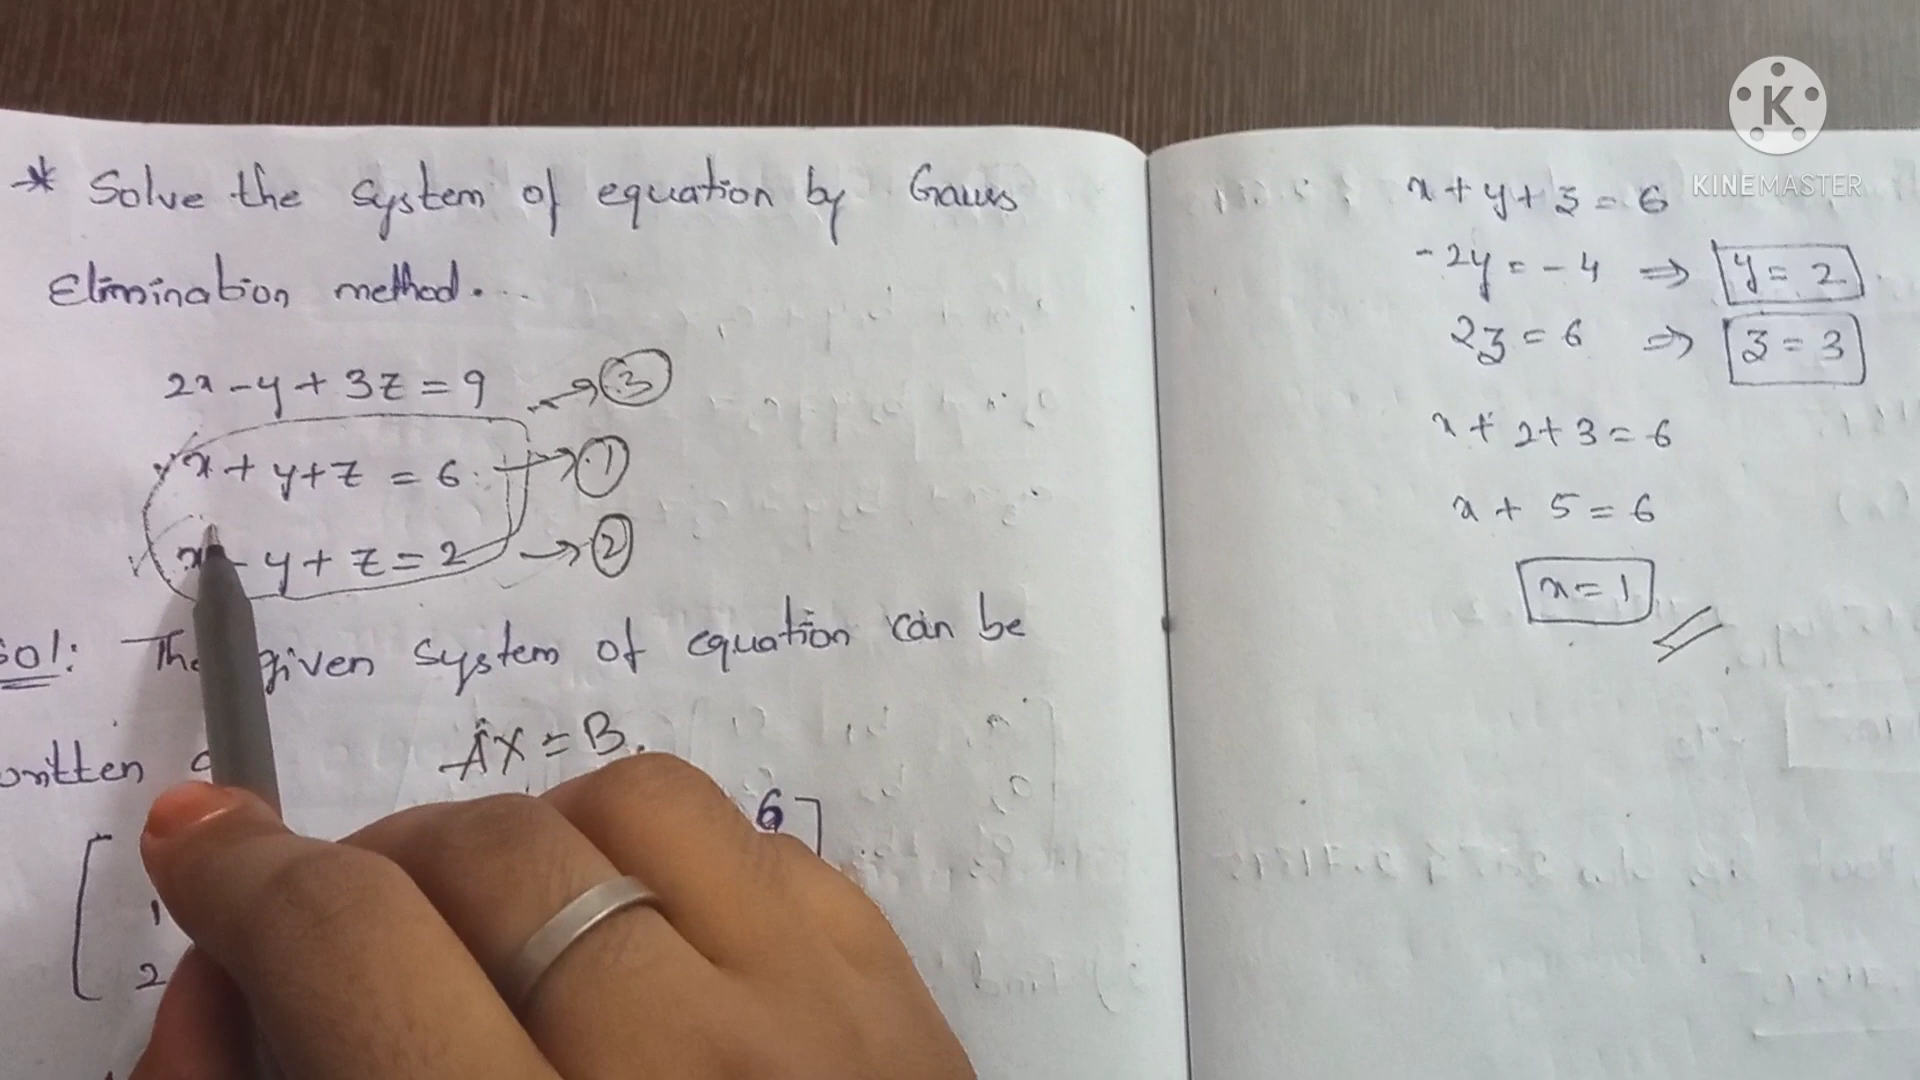 * Solve the system of equation by Gauss
Elimination method.
2x - y + 3z = 9 → ③
x + y + z = 6 → ①
x - y + z = 2 → ②
Sol: The given system of equation can be
written
AX = B.
6
1
2
x + y + z = 6
-2y = -4 ⇒ y = 2
2z = 6 ⇒ z = 3
x + 2 + 3 = 6
x + 5 = 6
x = 1
K
KINEMASTER